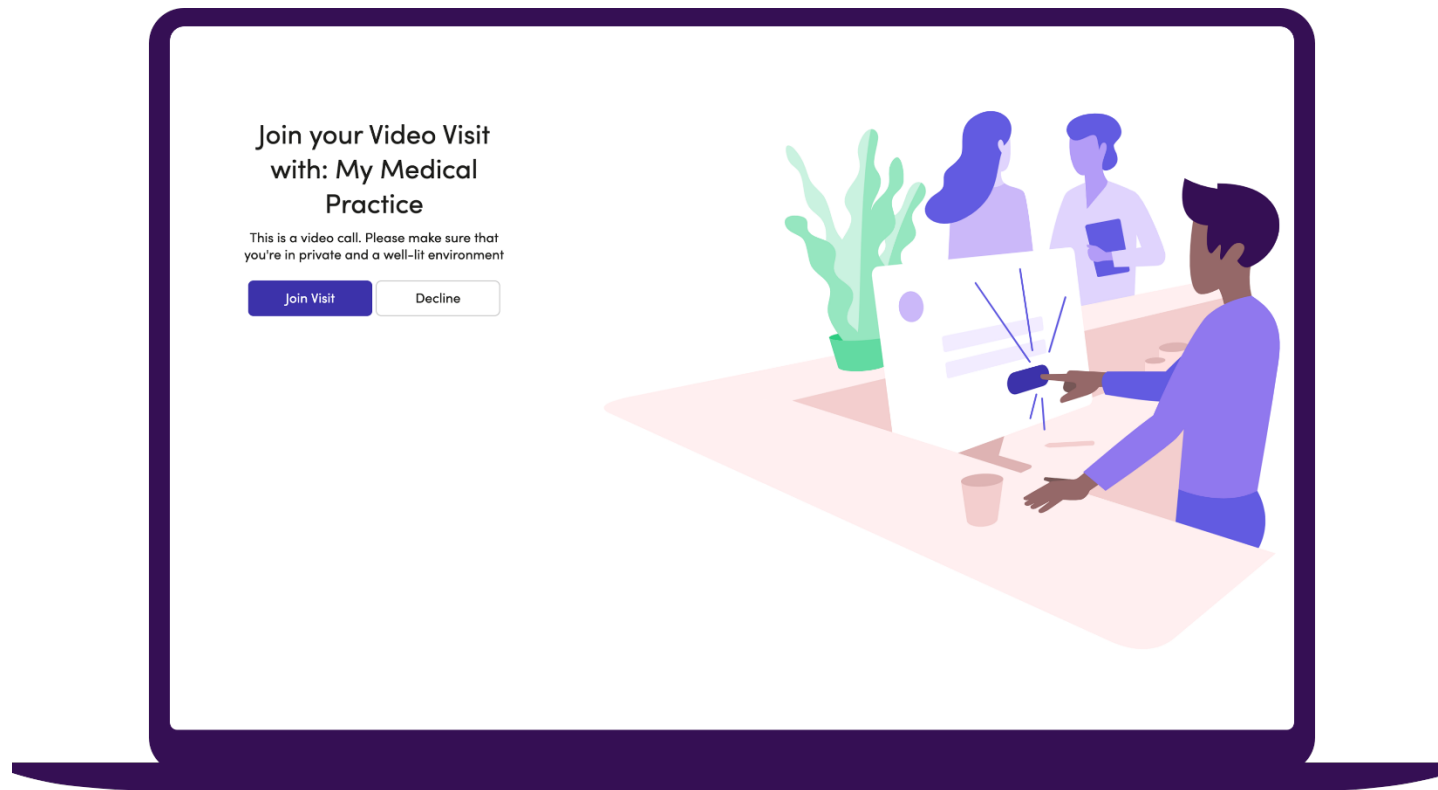 Join your Video Visit
with: My Medical
Practice
This is a video call. Please make sure that
you're in private and a well-lit environment
Join Visit
Decline